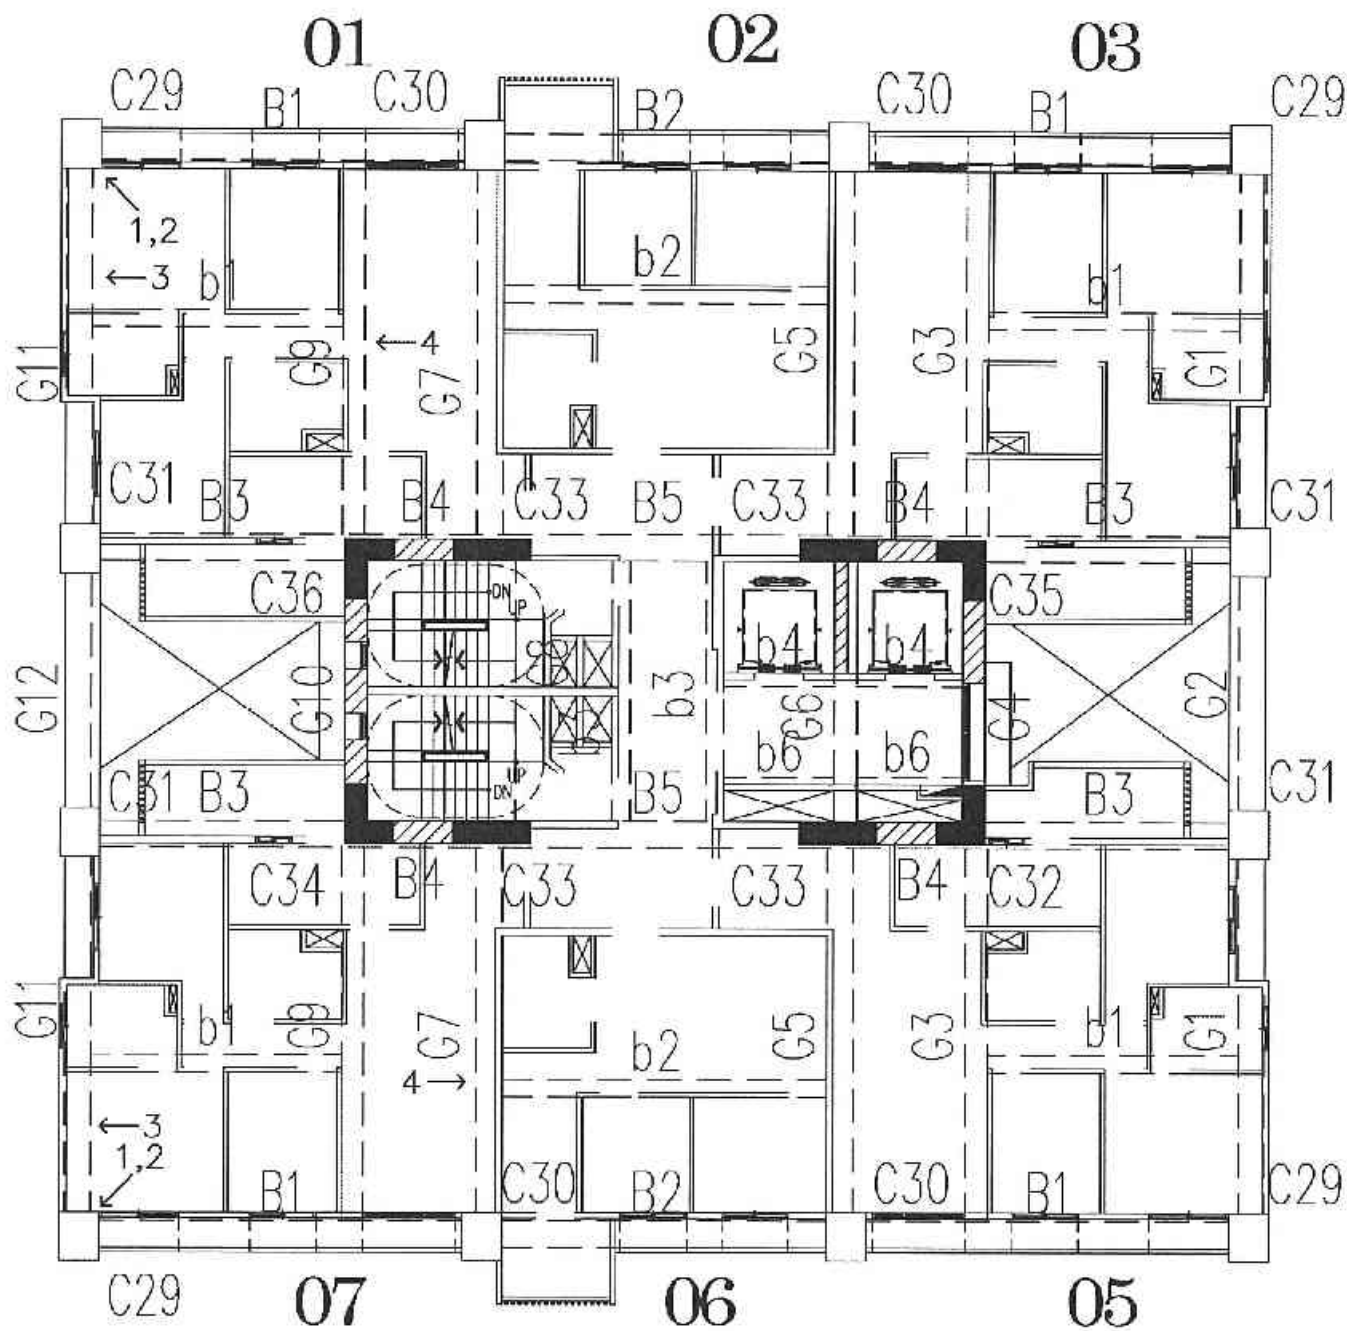 01 02 03
C29 B1 C30 B2 C30 B1 C29
1,2
←3 b1 b2 b1
G11 G9 ←4 G7 G5 G3 G1
C31 B3 B4 C33 B5 C33 B4 B3 C31
C36 DN UP b4 b4 C35
G12 G10 b3 G6 G4 G2
b6 b6
C31 B3 UP DN B5 B3 C31
C34 B4 C33 C33 B4 C32
G11 b1 G9 G7 b2 G5 G3 b1 G1
4→
←3
1,2
B1 C30 B2 C30 B1 C29
C29 07 06 05